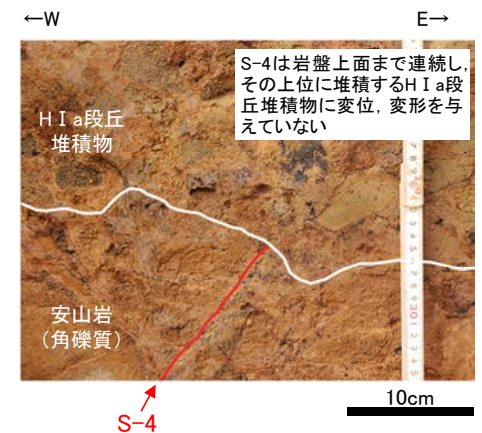 ←W
E→
S-4は岩盤上面まで連続し,
その上位に堆積するHⅠa段
丘堆積物に変位, 変形を与
えていない
HⅠa段丘
堆積物
安山岩
(角礫質)
30
S-4
10cm